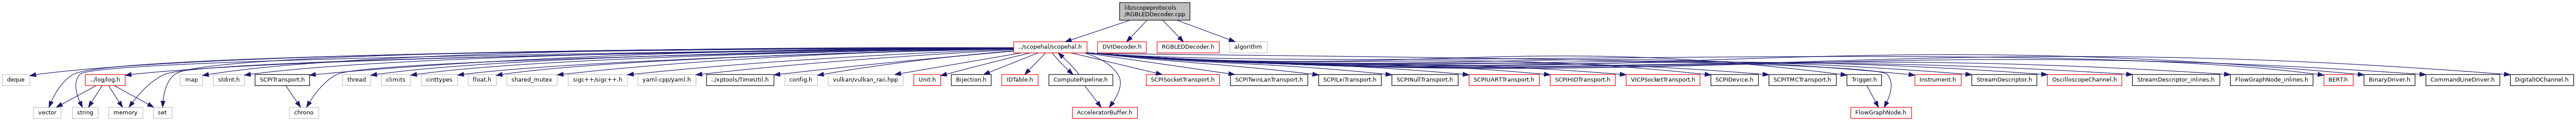 lib/scopeprotocols
/RGBLEDDecoder.cpp
../scopehal/scopehal.h
DVIDecoder.h
RGBLEDDecoder.h
algorithm
deque
../log/log.h
map
stdint.h
SCPITransport.h
thread
climits
cinttypes
float.h
shared_mutex
sigc++/sigc++.h
yaml-cpp/yaml.h
../xptools/TimeUtil.h
config.h
vulkan/vulkan_raii.hpp
Unit.h
Bijection.h
IDTable.h
ComputePipeline.h
SCPISocketTransport.h
SCPITwinLanTransport.h
SCPILxiTransport.h
SCPINullTransport.h
SCPIUARTTransport.h
SCPIHIDTransport.h
VICPSocketTransport.h
SCPIDevice.h
SCPITMCTransport.h
Trigger.h
Instrument.h
StreamDescriptor.h
OscilloscopeChannel.h
StreamDescriptor_inlines.h
FlowGraphNode_inlines.h
BERT.h
BinaryDriver.h
CommandLineDriver.h
DigitalIOChannel.h
vector
string
memory
set
chrono
AcceleratorBuffer.h
FlowGraphNode.h